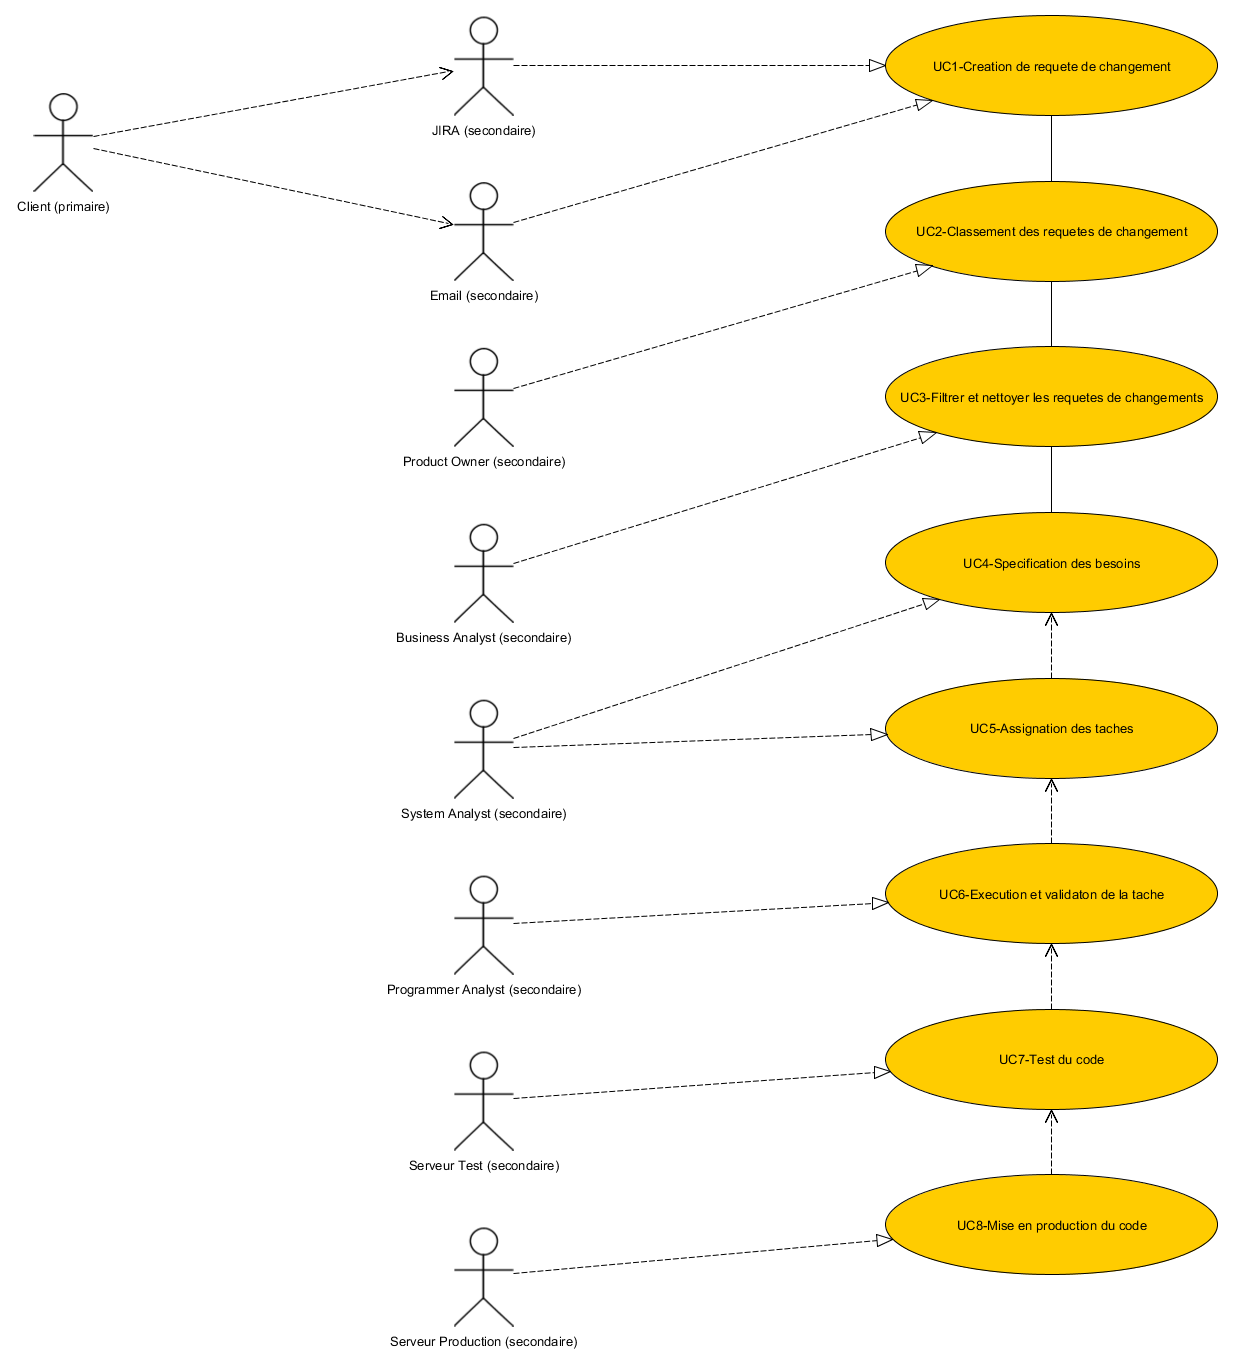 JIRA (secondaire)
UC1-Creation de requete de changement
Client (primaire)
Email (secondaire)
UC2-Classement des requetes de changement
Product Owner (secondaire)
UC3-Filtrer et nettoyer les requetes de changements
Business Analyst (secondaire)
UC4-Specification des besoins
System Analyst (secondaire)
UC5-Assignation des taches
Programmer Analyst (secondaire)
UC6-Execution et validaton de la tache
Serveur Test (secondaire)
UC7-Test du code
Serveur Production (secondaire)
UC8-Mise en production du code